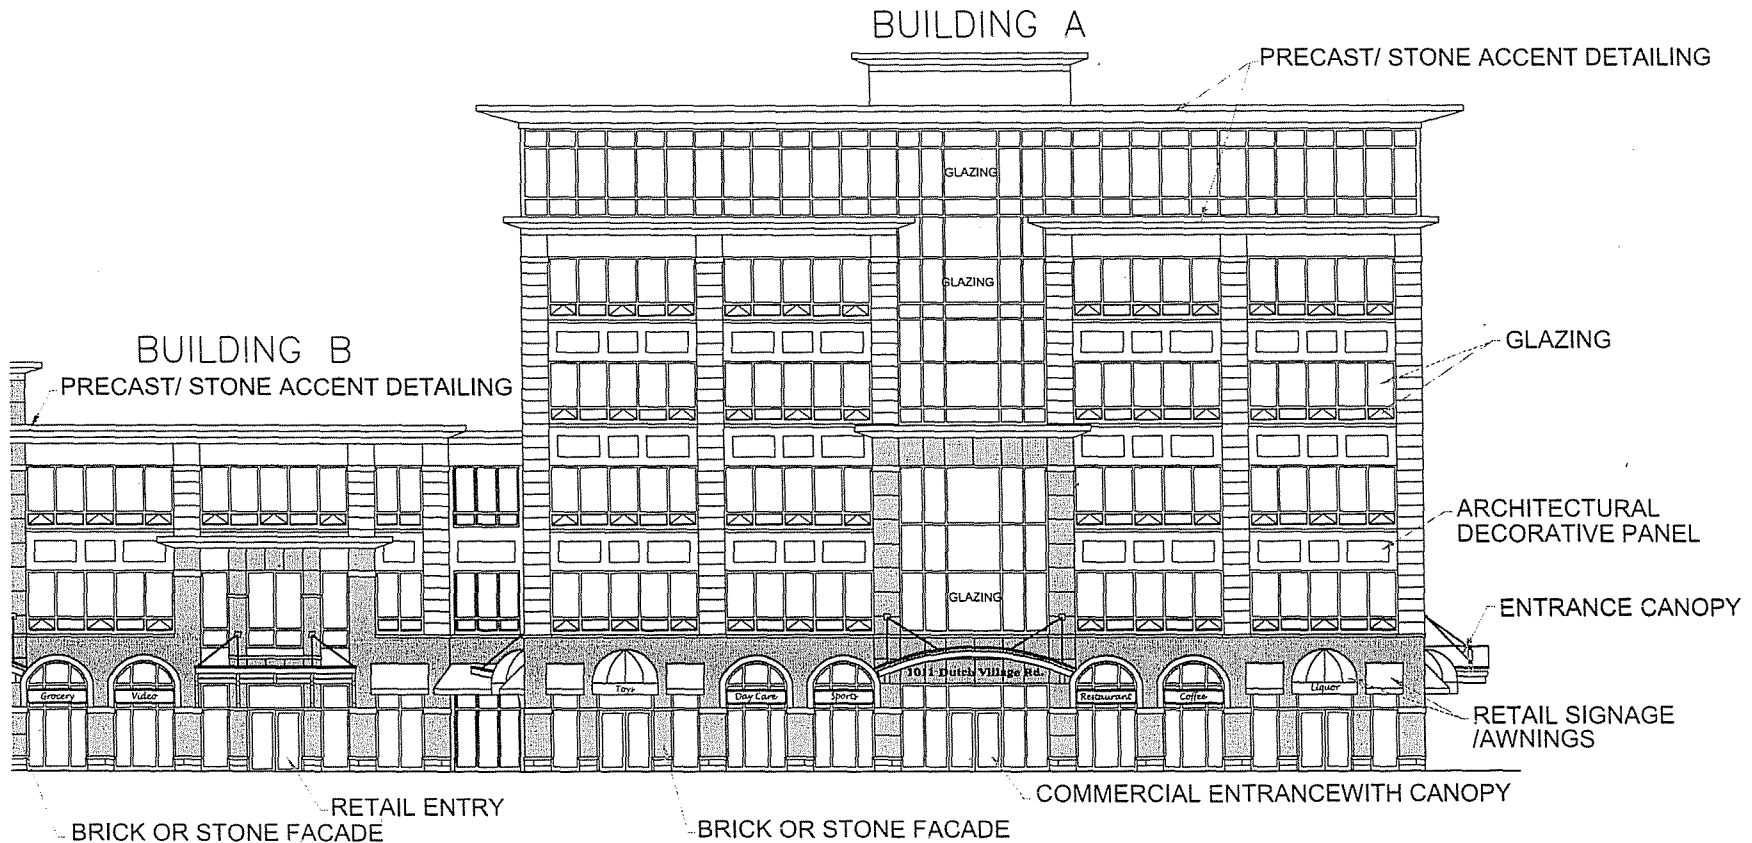 BUILDING A
PRECAST/ STONE ACCENT DETAILING
GLAZING
GLAZING
GLAZING
BUILDING B
PRECAST/ STONE ACCENT DETAILING
ARCHITECTURAL
DECORATIVE PANEL
GLAZING
ENTRANCE CANOPY
1011 Dutch Village Rd.
Grocery
Video
Toys
Day Care
Sports
Restaurant
Coffee
Liquor
RETAIL SIGNAGE
/AWNINGS
RETAIL ENTRY
COMMERCIAL ENTRANCEWITH CANOPY
BRICK OR STONE FACADE
BRICK OR STONE FACADE